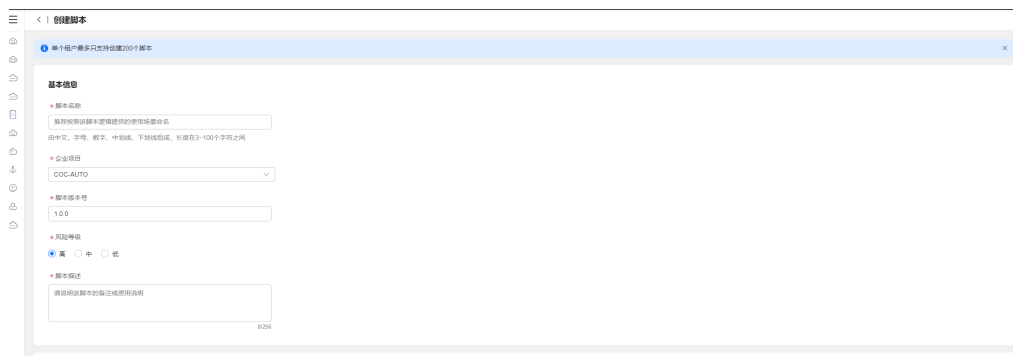 创建脚本
单个租户最多只支持创建200个脚本
基本信息
* 脚本名称
推荐按照该脚本逻辑提供的使用场景命名
由中文、字母、数字、中划线、下划线组成，长度在3~100个字符之间
* 企业项目
COC-AUTO
* 脚本版本号
1.0.0
* 风险等级
高 中 低
* 脚本描述
请说明该脚本的备注或使用说明
0/256